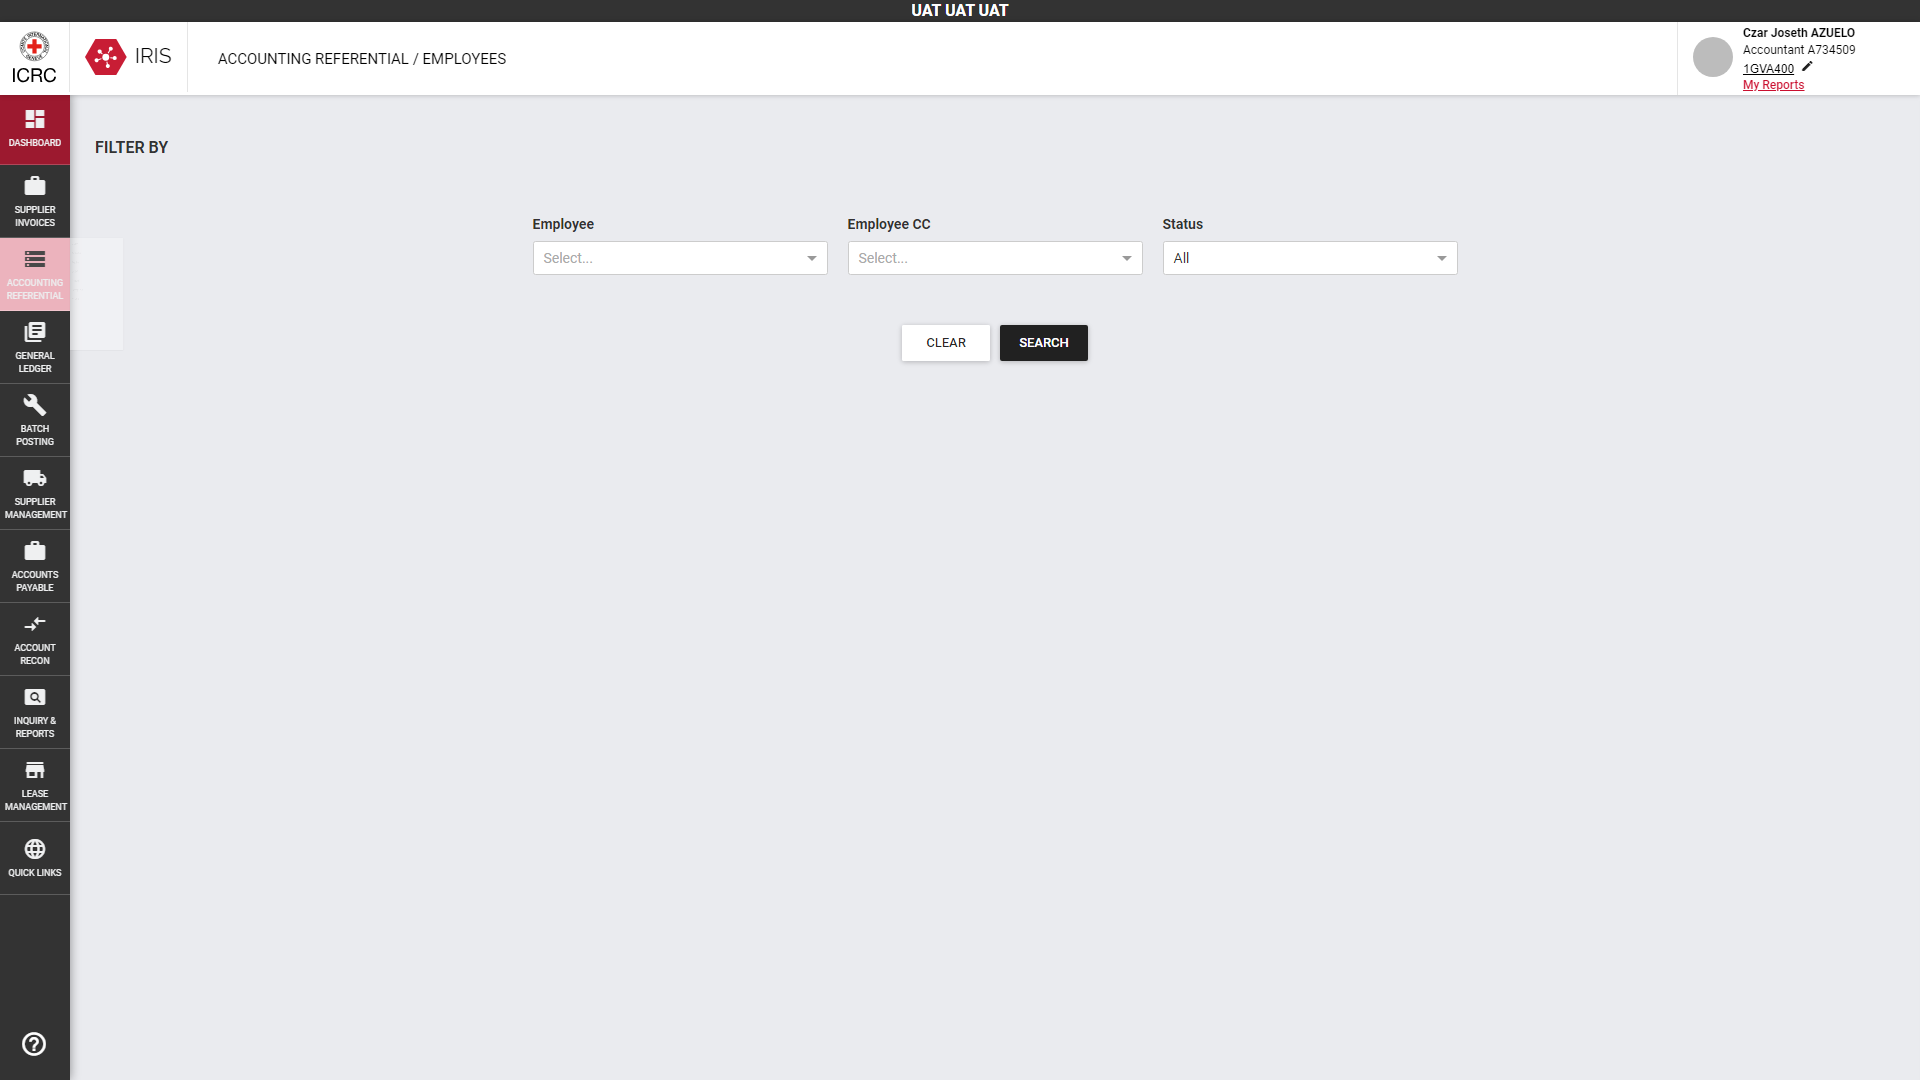 UAT UAT UAT
ICRC
IRIS
ACCOUNTING REFERENTIAL / EMPLOYEES
Czar Joseth AZUELO
Accountant A734509
1GVA400
My Reports
DASHBOARD
SUPPLIER
INVOICES
ACCOUNTING
REFERENTIAL
GENERAL
LEDGER
BATCH
POSTING
SUPPLIER
MANAGEMENT
ACCOUNTS
PAYABLE
ACCOUNT
RECON
INQUIRY &
REPORTS
LEASE
MANAGEMENT
QUICK LINKS
FILTER BY
Employee
Select...
Employee CC
Select...
Status
All
CLEAR
SEARCH